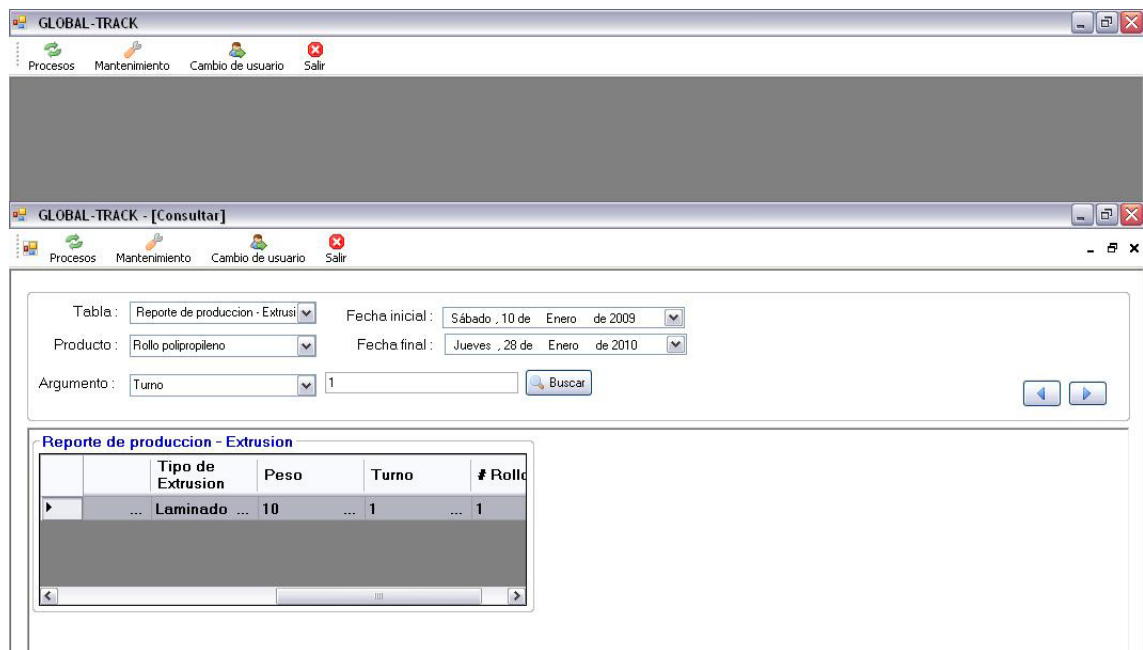 GLOBAL-TRACK
Procesos Mantenimiento Cambio de usuario Salir
GLOBAL-TRACK - [Consultar]
Procesos Mantenimiento Cambio de usuario Salir
Tabla : Reporte de produccion - Extrusi Fecha inicial : Sábado , 10 de Enero de 2009
Producto : Rollo polipropileno Fecha final : Jueves , 28 de Enero de 2010
Argumento : Turno 1 Buscar
Reporte de produccion - Extrusion
Tipo de Extrusion Peso Turno # Rollo
... Laminado ... 10 ... 1 ... 1